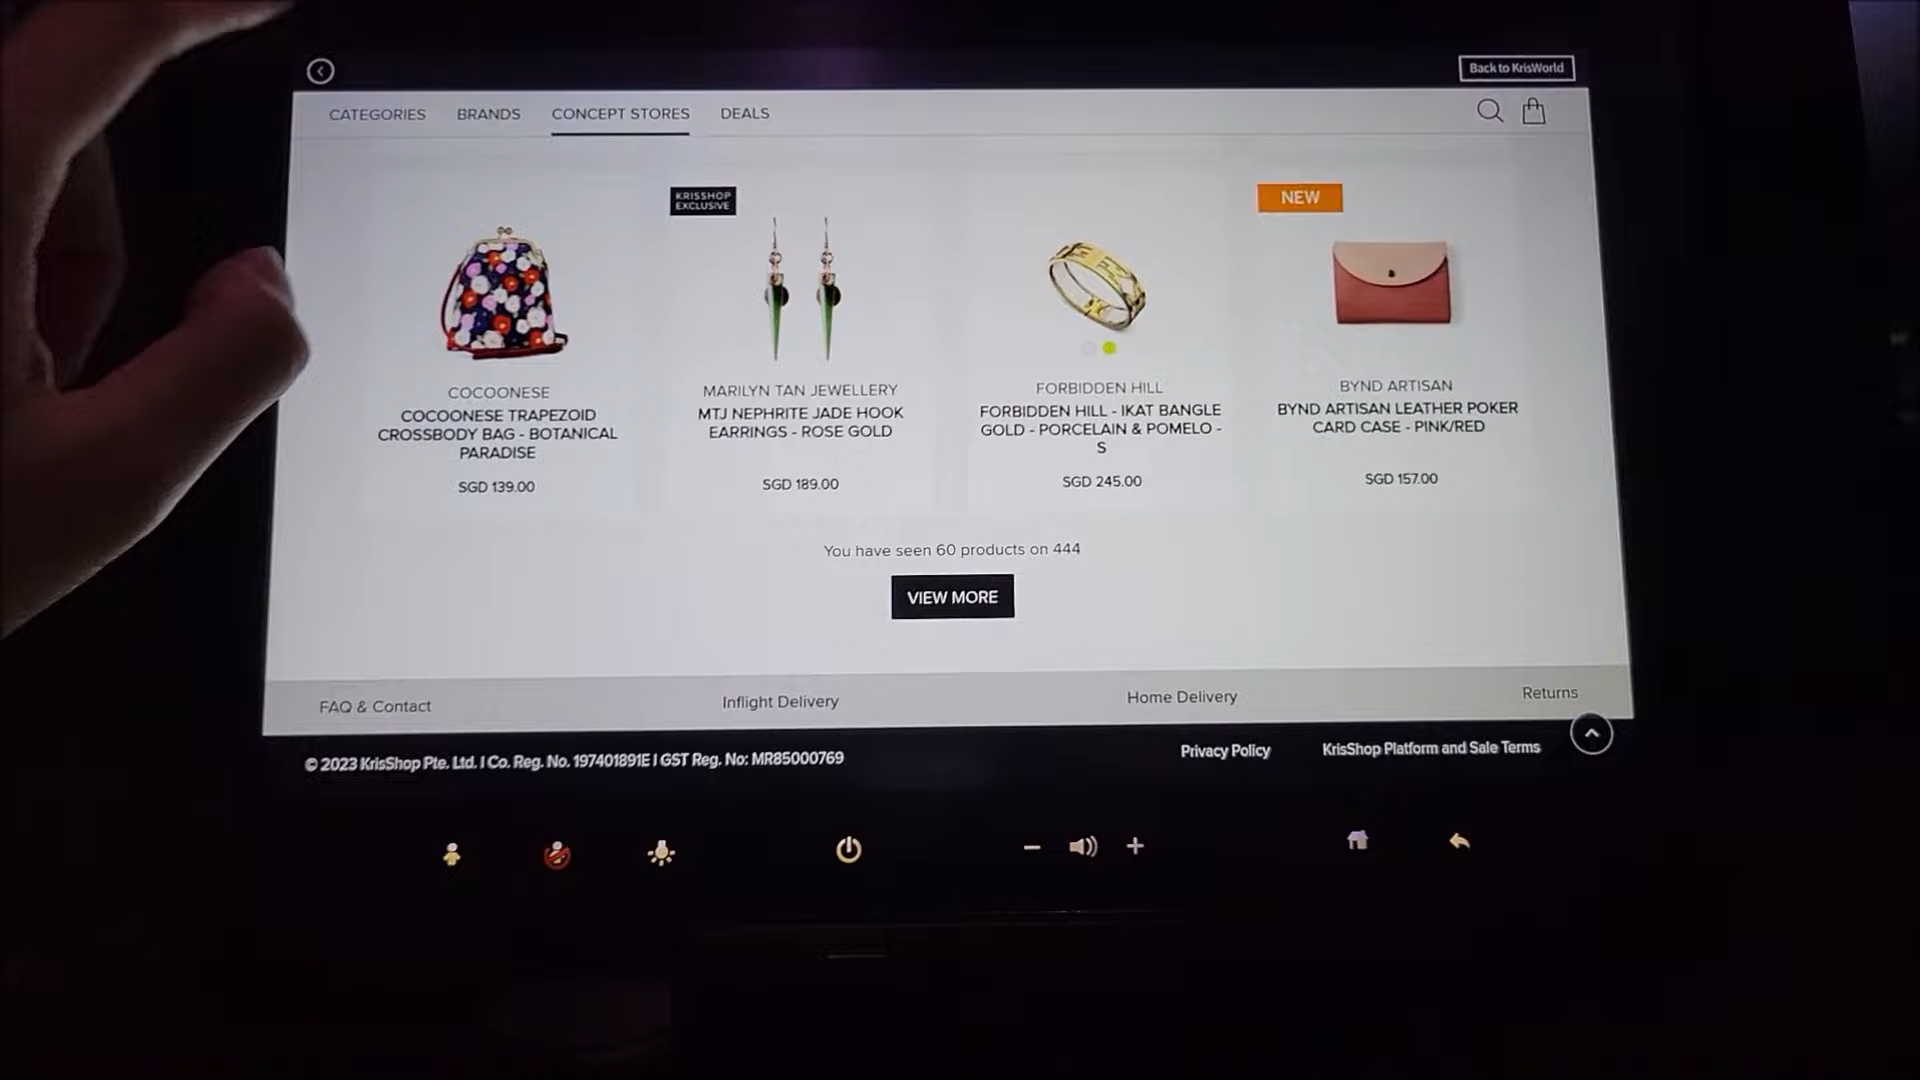 Back to KrisWorld
CATEGORIES BRANDS CONCEPT STORES DEALS
KRISSHOP
EXCLUSIVE
NEW
COCOONESE
COCOONESE TRAPEZOID
CROSSBODY BAG - BOTANICAL
PARADISE
SGD 139.00
MARILYN TAN JEWELLERY
MTJ NEPHRITE JADE HOOK
EARRINGS - ROSE GOLD
SGD 189.00
FORBIDDEN HILL
FORBIDDEN HILL - IKAT BANGLE
GOLD - PORCELAIN & POMELO -
S
SGD 245.00
BYND ARTISAN
BYND ARTISAN LEATHER POKER
CARD CASE - PINK/RED
SGD 157.00
You have seen 60 products on 444
VIEW MORE
FAQ & Contact Inflight Delivery Home Delivery Returns
© 2023 KrisShop Pte. Ltd. I Co. Reg. No. 197401891E I GST Reg. No: MR85000769 Privacy Policy KrisShop Platform and Sale Terms